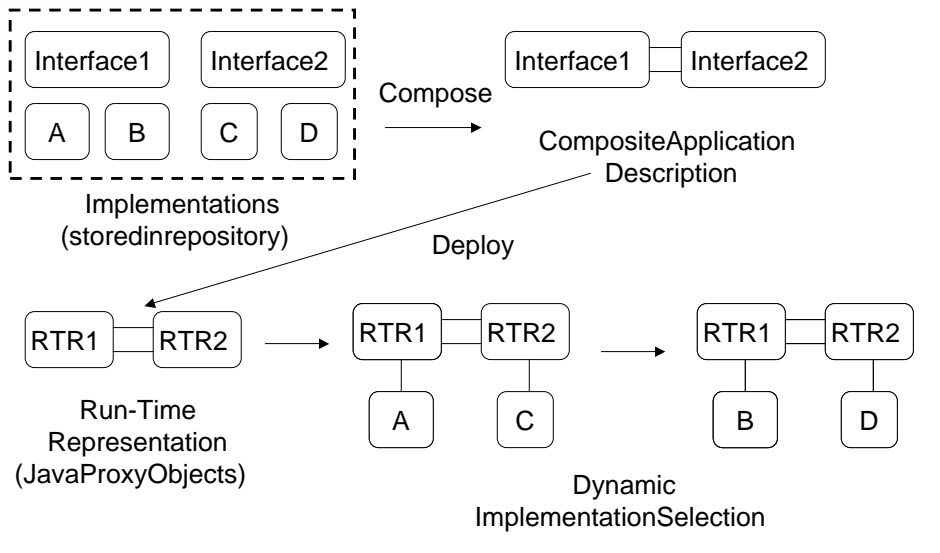 Interface1
Interface2
Interface1
Interface2
A
B
C
D
Compose
CompositeApplication
Description
Implementations
(storedinrepository)
Deploy
RTR1
RTR2
RTR1
RTR2
RTR1
RTR2
A
C
B
D
Run-Time
Representation
(JavaProxyObjects)
Dynamic
ImplementationSelection